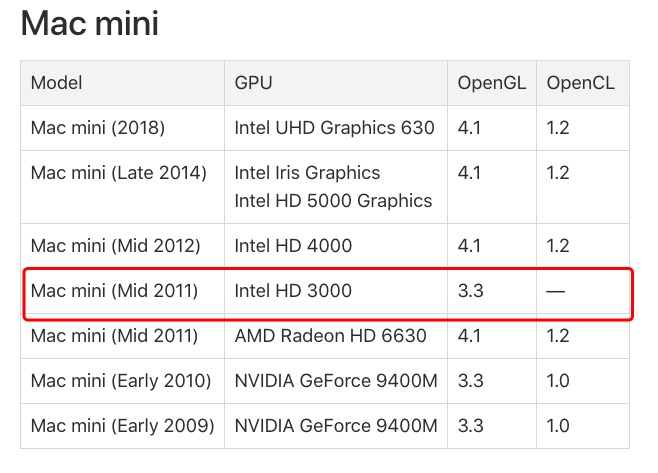 Mac mini
Model GPU OpenGL OpenCL
Mac mini (2018) Intel UHD Graphics 630 4.1 1.2
Mac mini (Late 2014) Intel Iris Graphics 4.1 1.2
Intel HD 5000 Graphics
Mac mini (Mid 2012) Intel HD 4000 4.1 1.2
Mac mini (Mid 2011) Intel HD 3000 3.3 —
Mac mini (Mid 2011) AMD Radeon HD 6630 4.1 1.2
Mac mini (Early 2010) NVIDIA GeForce 9400M 3.3 1.0
Mac mini (Early 2009) NVIDIA GeForce 9400M 3.3 1.0